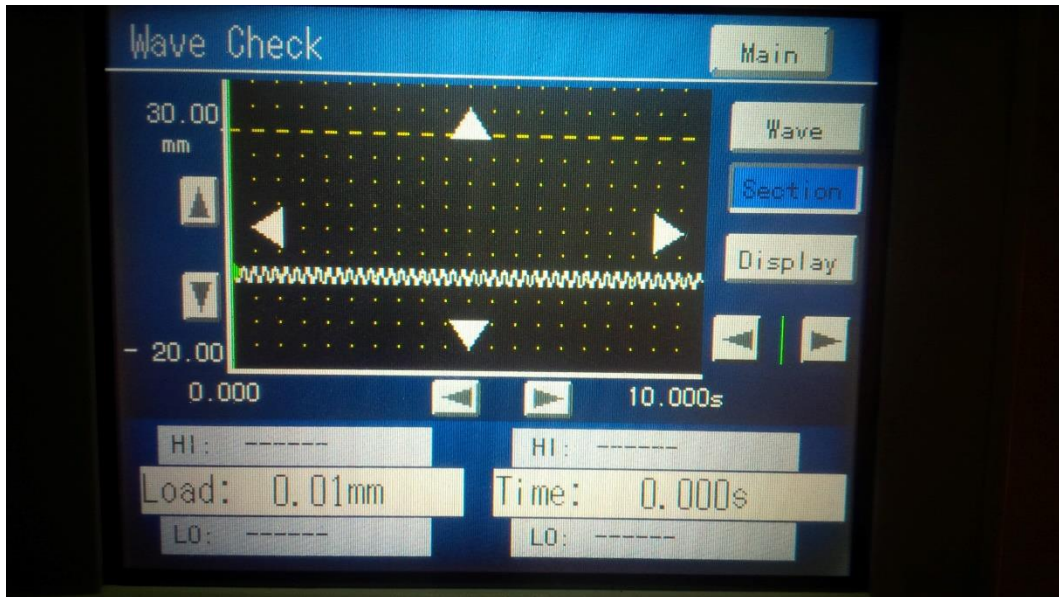 Wave Check
Main
30.00
mm
Wave
Section
Display
- 20.00
0.000
10.000s
HI: ------
HI: ------
Load: 0.01mm
Time: 0.000s
LO: ------
LO: ------